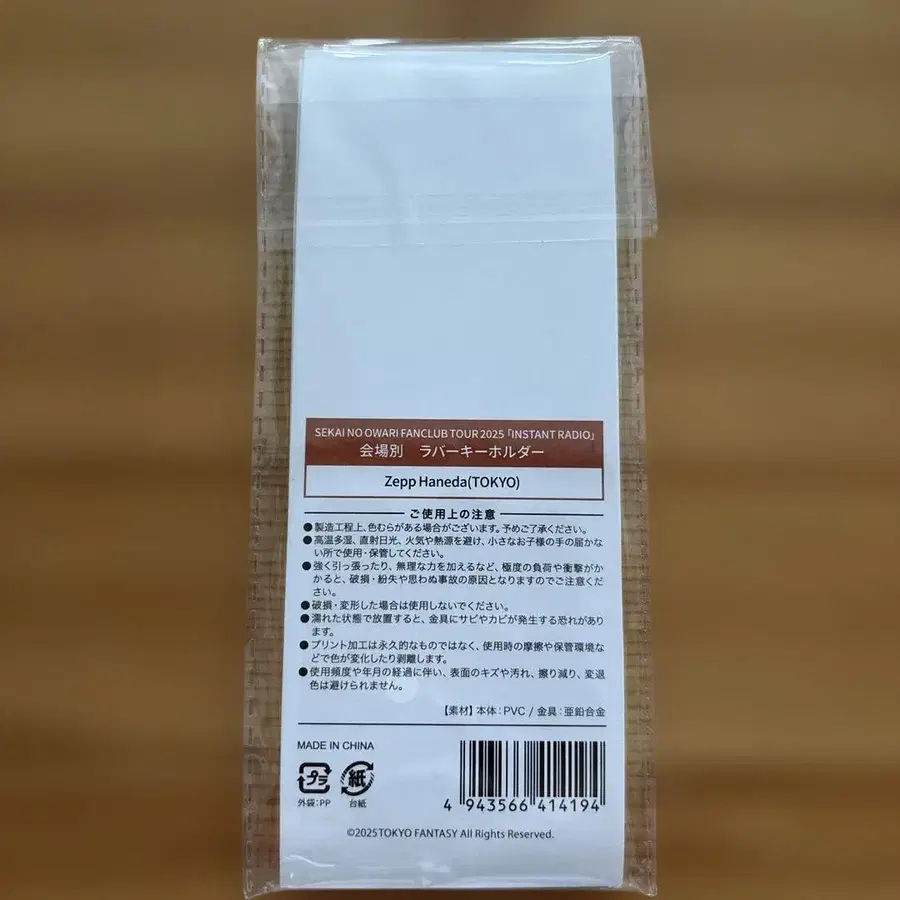 SEKAI NO OWARI FANCLUB TOUR 2025「INSTANT RADIO」
会場別　ラバーキーホルダー
Zepp Haneda(TOKYO)
ご使用上の注意
●製造工程上、色むらがある場合がございます。予めご了承ください。
●高温多湿、直射日光、火気や熱源を避け、小さなお子様の手の届かな
い所で使用・保管してください。
●強く引っ張ったり、無理な力を加えるなど、極度の負荷や衝撃がか
かると、破損・紛失や思わぬ事故の原因となりますのでご注意くだ
さい。
●破損・変形した場合は使用しないでください。
●濡れた状態で放置すると、金具にサビやカビが発生する恐れがあり
ます。
●プリント加工は永久的なものではなく、使用時の摩擦や保管環境な
どで色が変化したり剥離します。
●使用頻度や年月の経過に伴い、表面のキズや汚れ、擦り減り、変退
色は避けられません。
【素材】本体：PVC / 金具：亜鉛合金
MADE IN CHINA
プラ 紙
外袋：PP 台紙
4 943566 414194
©2025TOKYO FANTASY All Rights Reserved.